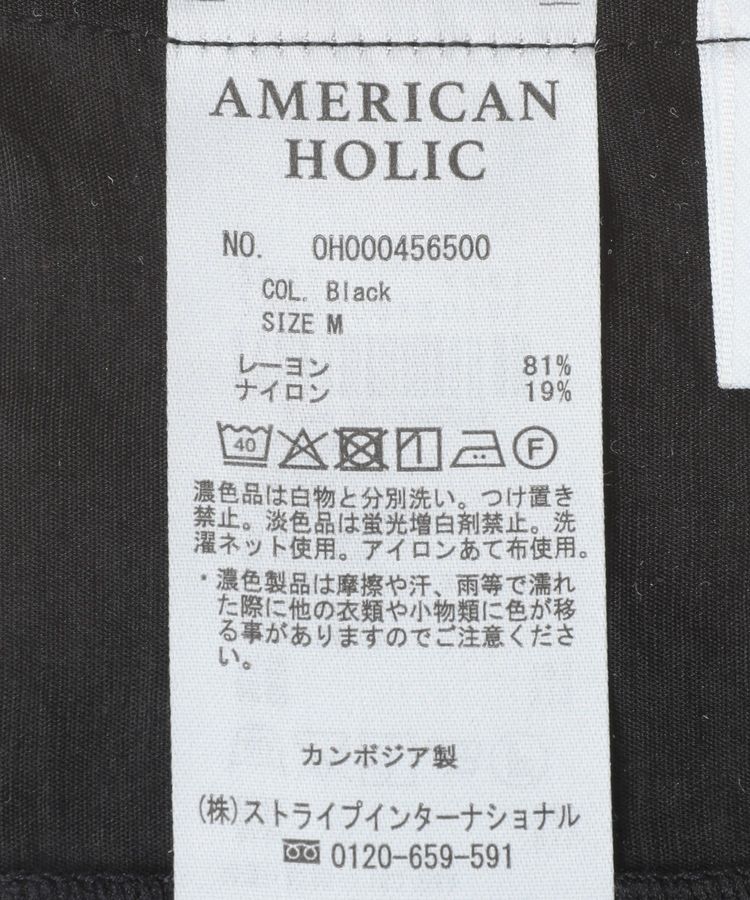 AMERICAN
HOLIC
NO. 0H000456500
COL. Black
SIZE M
レーヨン 81%
ナイロン 19%
40 F
濃色品は白物と分別洗い。つけ置き
禁止。淡色品は蛍光増白剤禁止。洗
濯ネット使用。アイロンあて布使用。
・濃色製品は摩擦や汗、雨等で濡れ
た際に他の衣類や小物類に色が移
る事がありますのでご注意くださ
い。
カンボジア製
(株)ストライプインターナショナル
0120-659-591